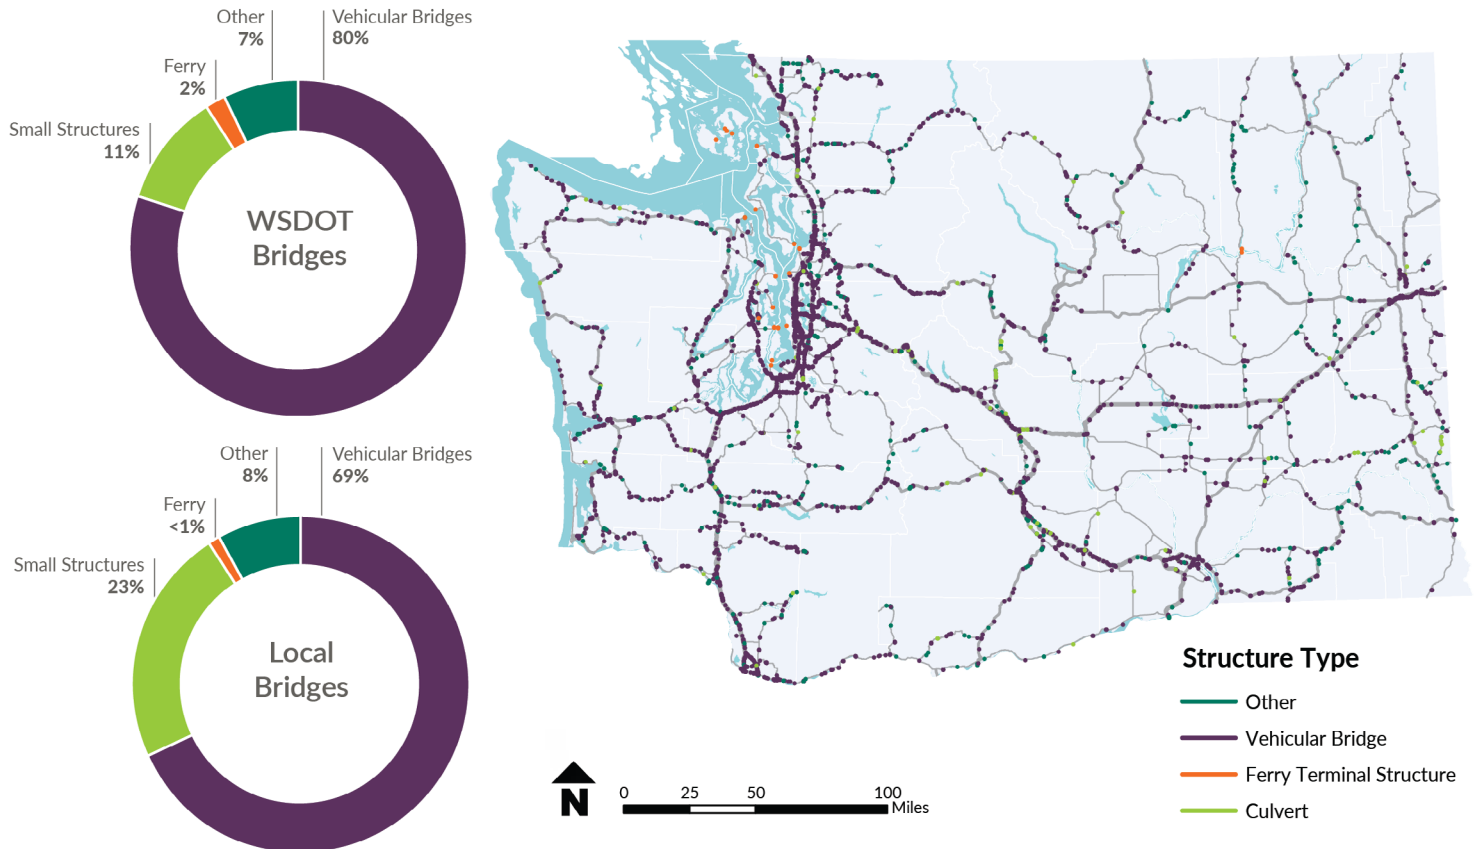 Other
7%
Vehicular Bridges
80%
Ferry
2%
Small Structures
11%
WSDOT
Bridges
Other
8%
Vehicular Bridges
69%
Ferry
<1%
Small Structures
23%
Local
Bridges
N
0 25 50 100
Miles
Structure Type
Other
Vehicular Bridge
Ferry Terminal Structure
Culvert